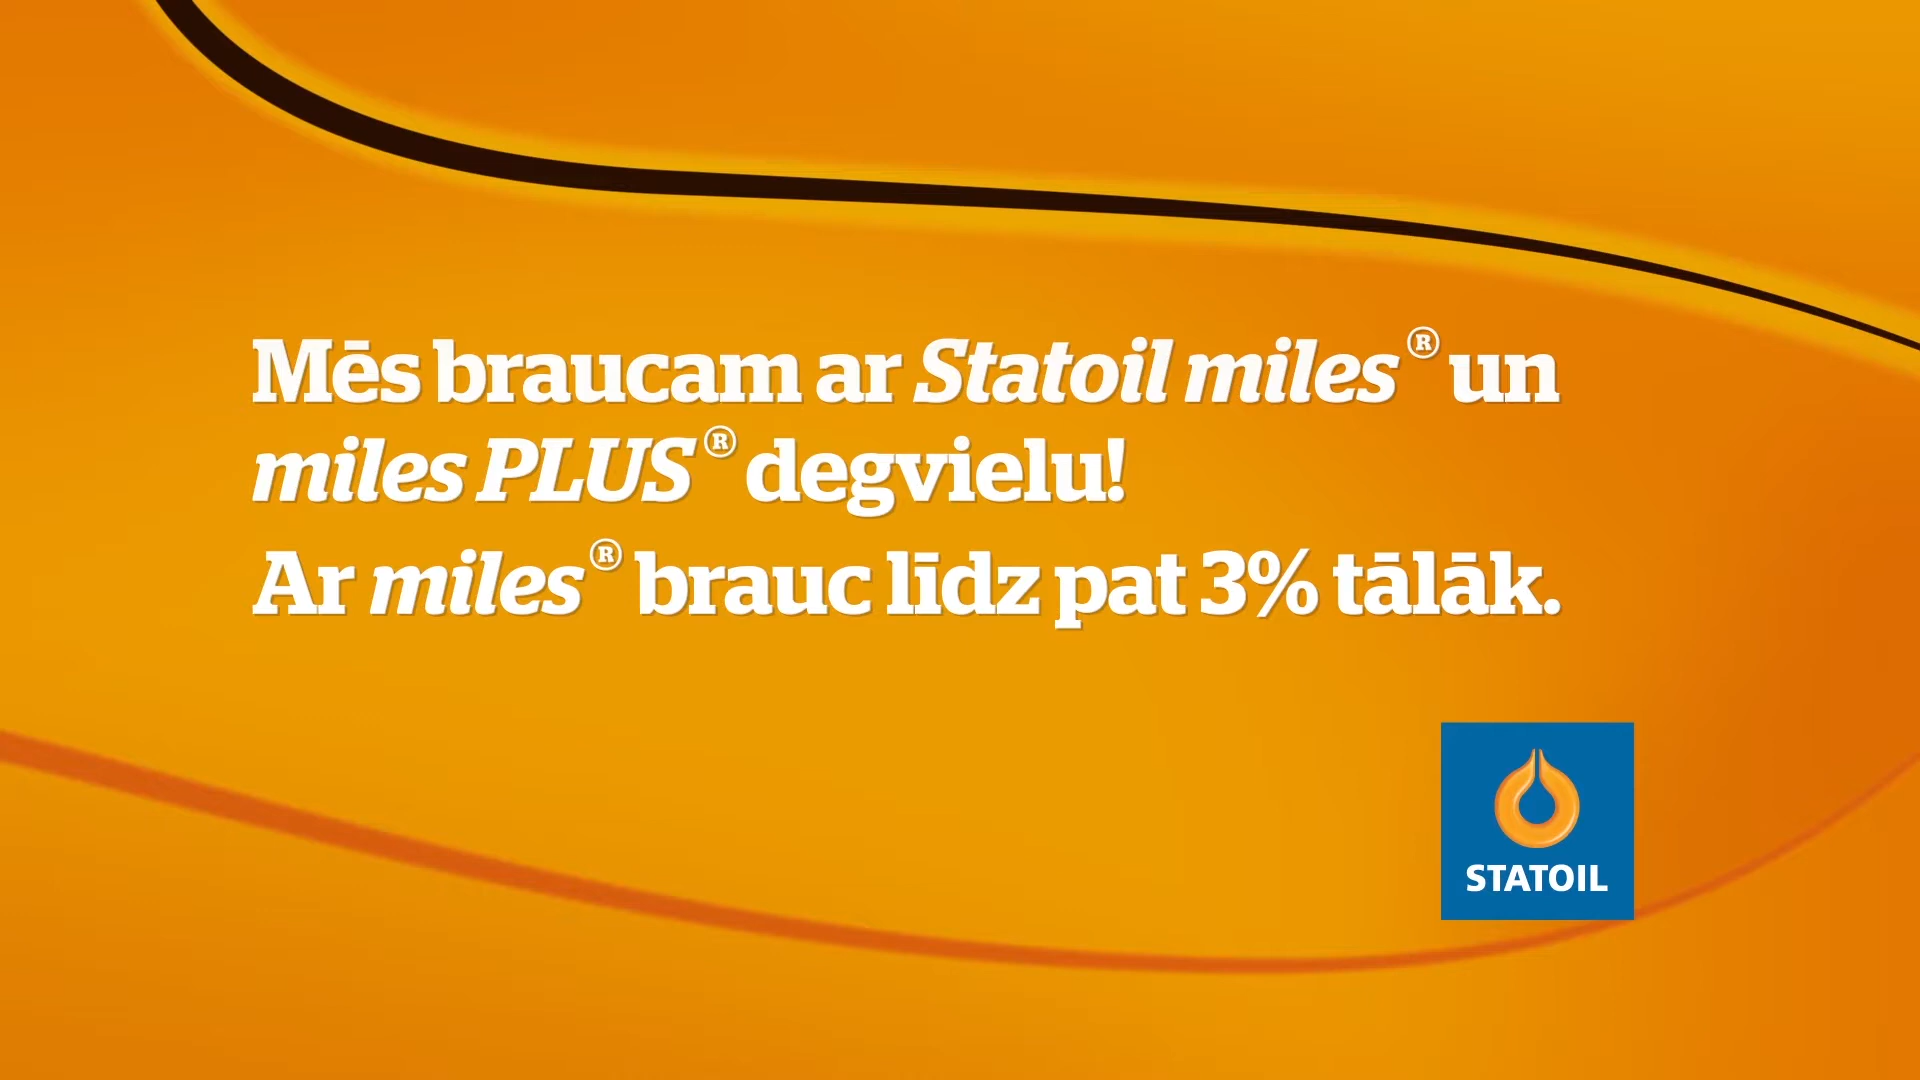 Mēs braucam ar Statoil miles® un
miles PLUS® degvielu!
Ar miles® brauc līdz pat 3% tālāk.
STATOIL